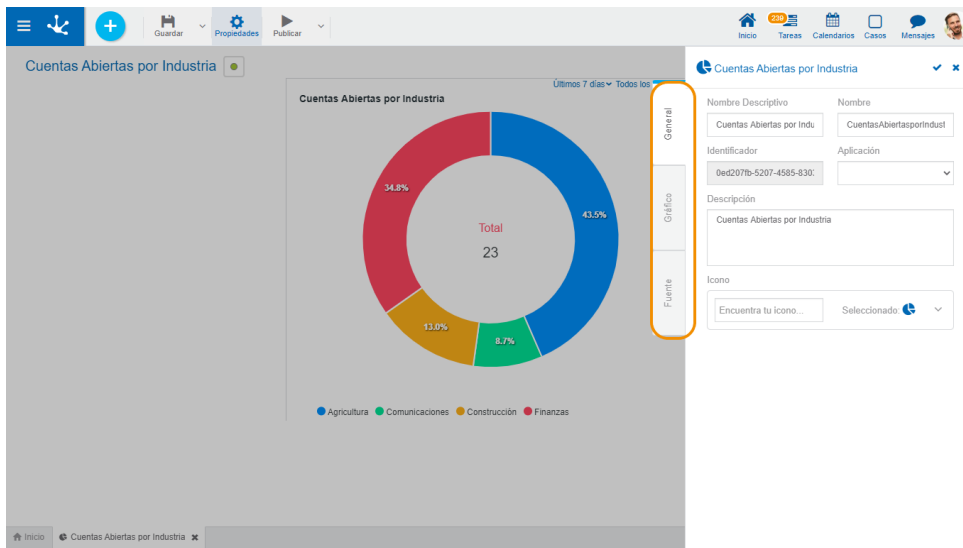 Guardar
Propiedades
Publicar
Inicio
239
Tareas
Calendarios
Casos
Mensajes
Cuentas Abiertas por Industria
Últimos 7 días Todos los
Cuentas Abiertas por Industria
34.8%
43.5%
Total
23
13.0%
8.7%
Agricultura Comunicaciones Construcción Finanzas
General
Gráfico
Fuente
Cuentas Abiertas por Industria
Nombre Descriptivo Nombre
Cuentas Abiertas por Indu CuentasAbiertasporIndust
Identificador Aplicación
0ed207fb-5207-4585-830
Descripción
Cuentas Abiertas por Industria
Icono
Encuentra tu icono... Seleccionado:
Inicio Cuentas Abiertas por Industria